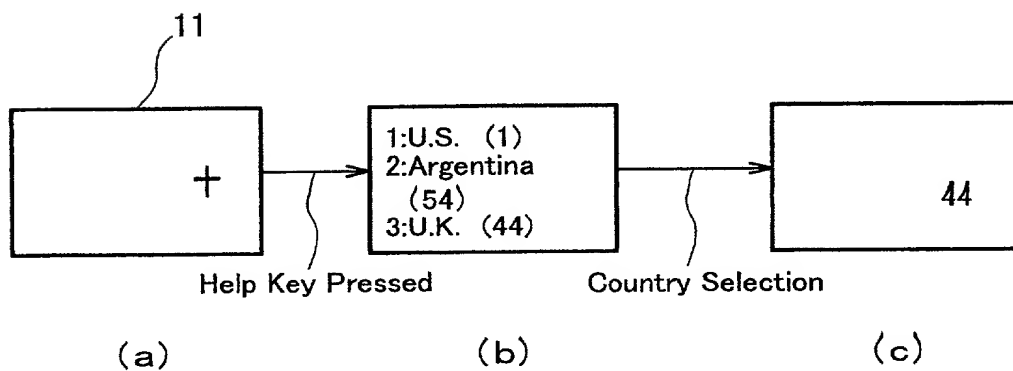 11
+
1:U.S. (1)
2:Argentina
(54)
3:U.K. (44)
44
Help Key Pressed
Country Selection
(a)
(b)
(c)